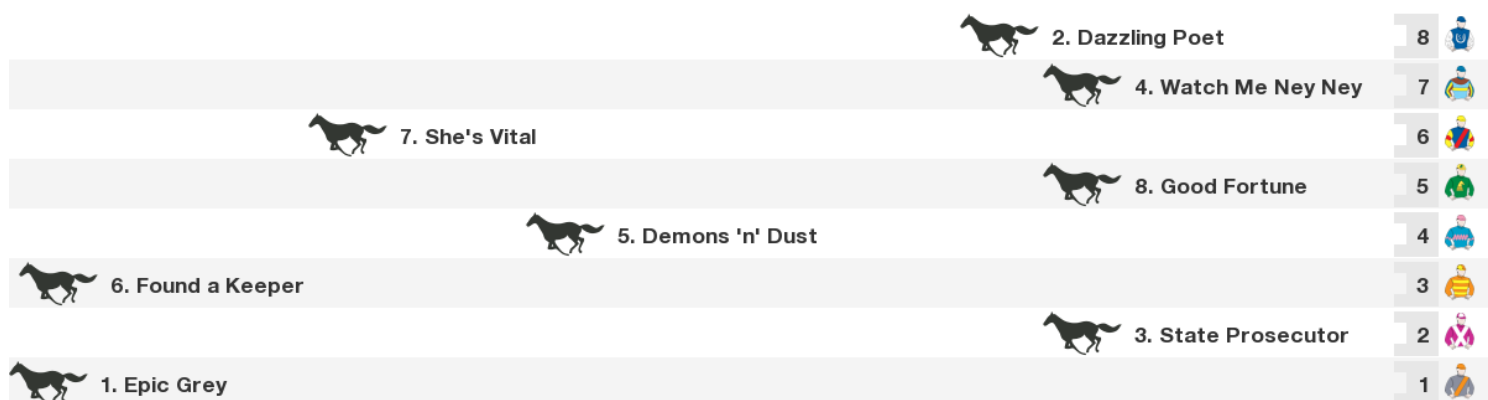 2. Dazzling Poet 8
4. Watch Me Ney Ney 7
7. She's Vital 6
8. Good Fortune 5
5. Demons 'n' Dust 4
6. Found a Keeper 3
3. State Prosecutor 2
1. Epic Grey 1